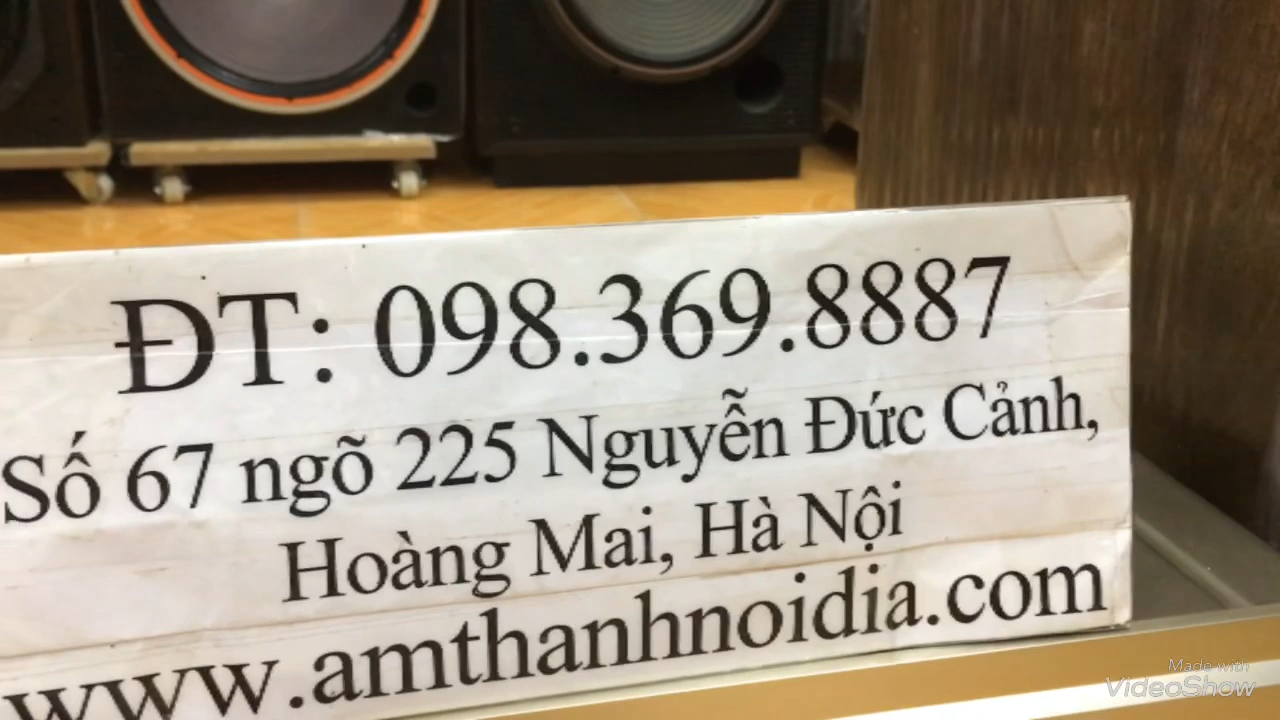 ĐT: 098.369.8887
Số 67 ngõ 225 Nguyễn Đức Cảnh,
Hoàng Mai, Hà Nội
www.amthanhnoidia.com
Made with
VideoShow